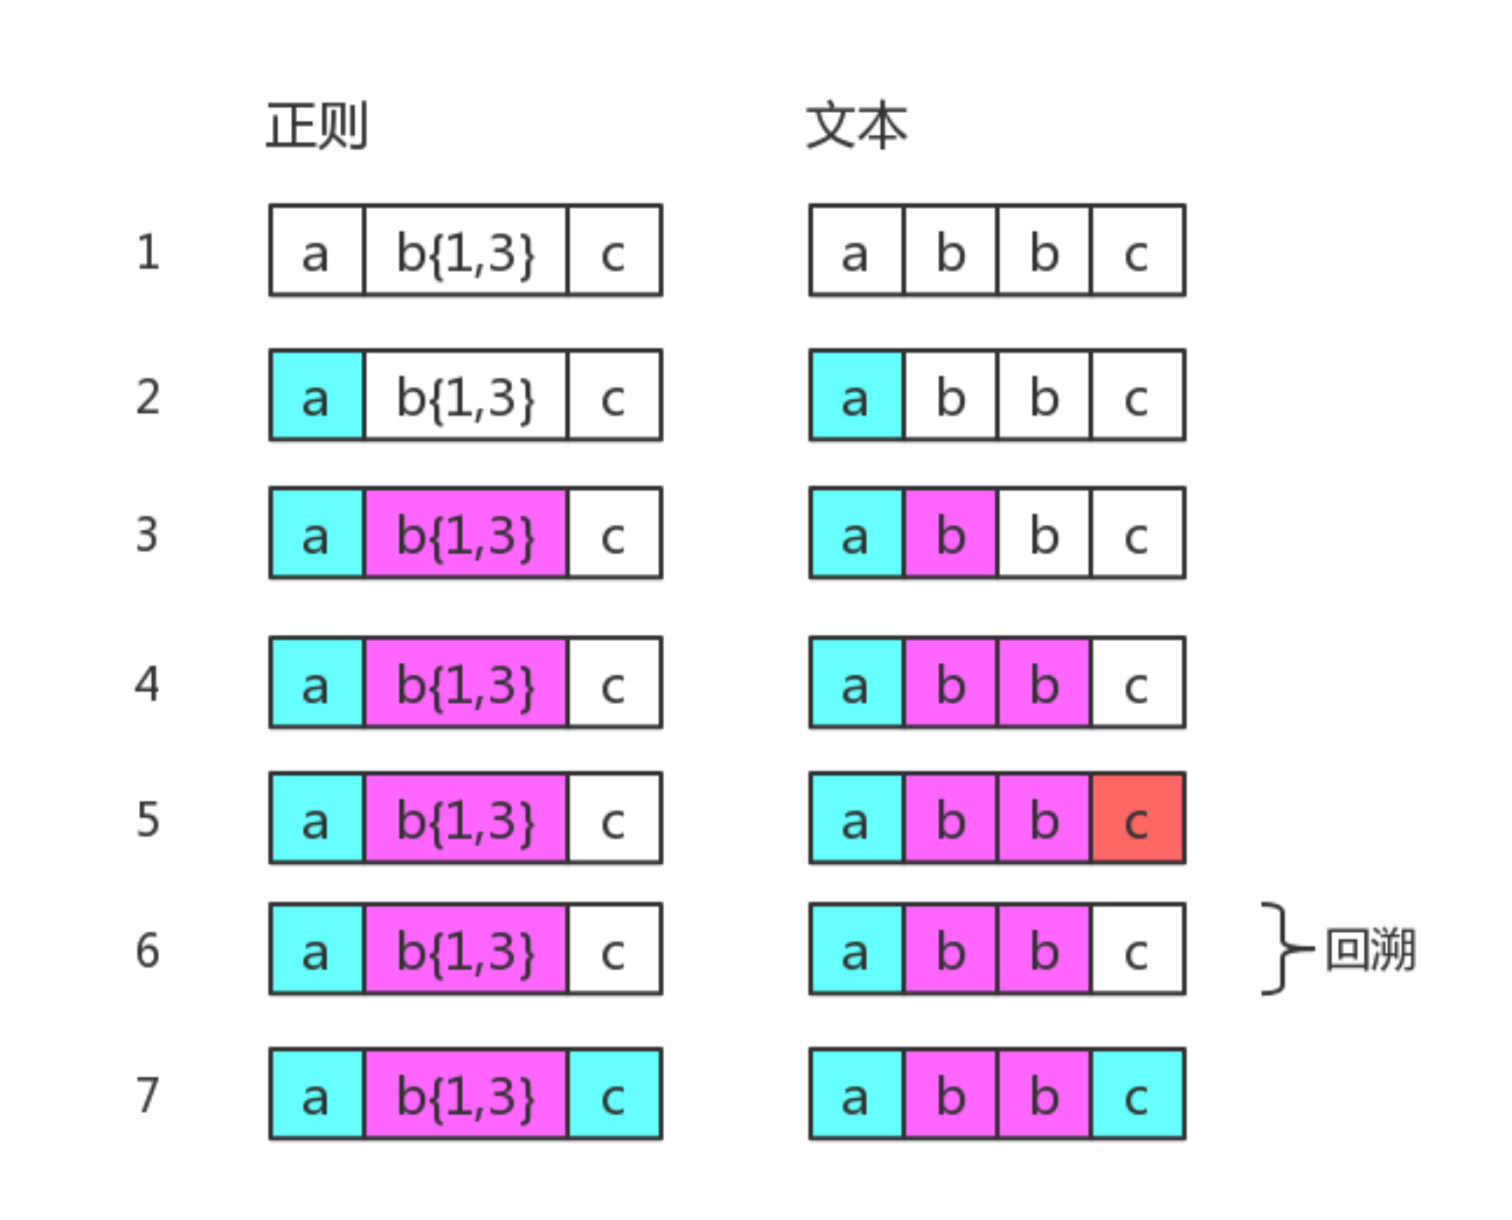 正则 文本
1 a b{1,3} c a b b c
2 a b{1,3} c a b b c
3 a b{1,3} c a b b c
4 a b{1,3} c a b b c
5 a b{1,3} c a b b c
6 a b{1,3} c a b b c 回溯
7 a b{1,3} c a b b c